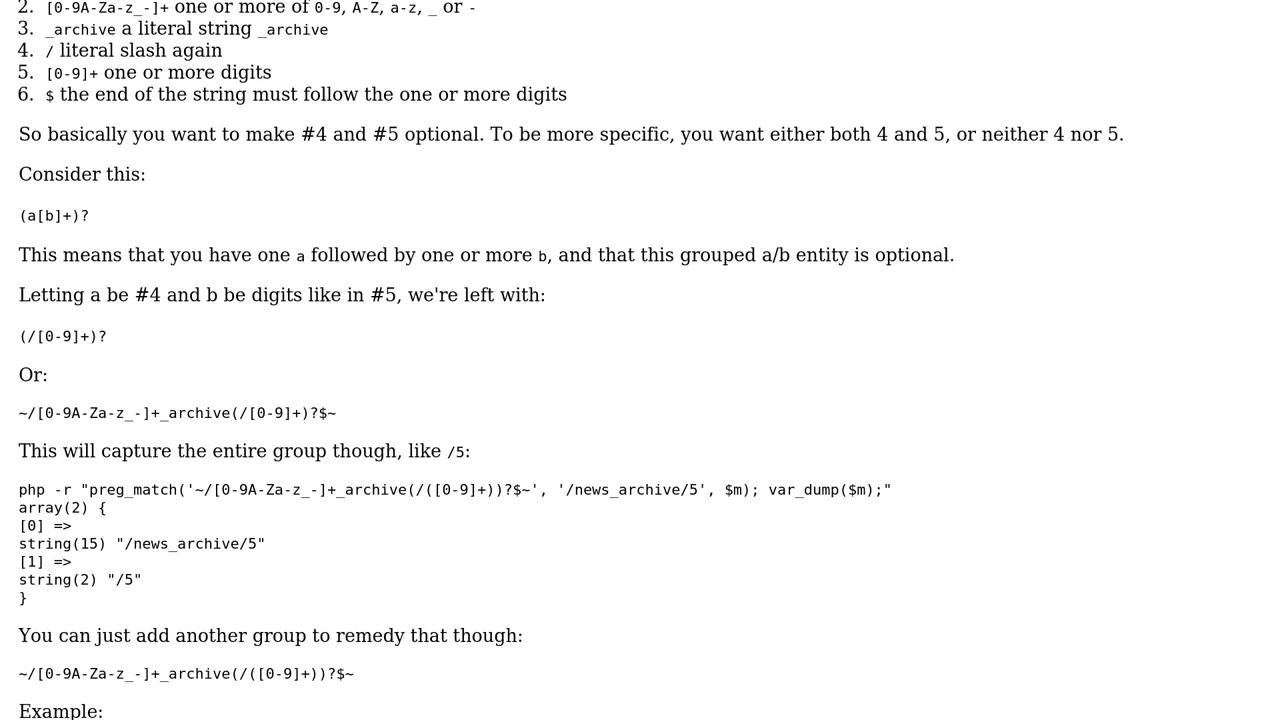 2. [0-9A-Za-z_-]+ one or more of 0-9, A-Z, a-z, _ or -
3. _archive a literal string _archive
4. / literal slash again
5. [0-9]+ one or more digits
6. $ the end of the string must follow the one or more digits
So basically you want to make #4 and #5 optional. To be more specific, you want either both 4 and 5, or neither 4 nor 5.
Consider this:
(a[b]+)?
This means that you have one a followed by one or more b, and that this grouped a/b entity is optional.
Letting a be #4 and b be digits like in #5, we're left with:
(/[0-9]+)?
Or:
~/[0-9A-Za-z_-]+_archive(/[0-9]+)?$~
This will capture the entire group though, like /5:
php -r "preg_match('~/[0-9A-Za-z_-]+_archive(/([0-9]+))?$~', '/news_archive/5', $m); var_dump($m);"
array(2) {
[0] =>
string(15) "/news_archive/5"
[1] =>
string(2) "/5"
}
You can just add another group to remedy that though:
~/[0-9A-Za-z_-]+_archive(/([0-9]+))?$~
Example: